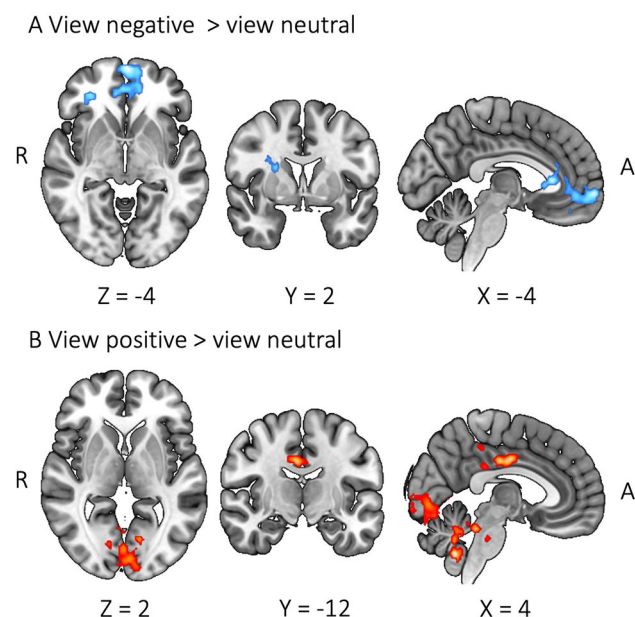 A View negative > view neutral
R
A
Z = -4
Y = 2
X = -4
B View positive > view neutral
R
A
Z = 2
Y = -12
X = 4